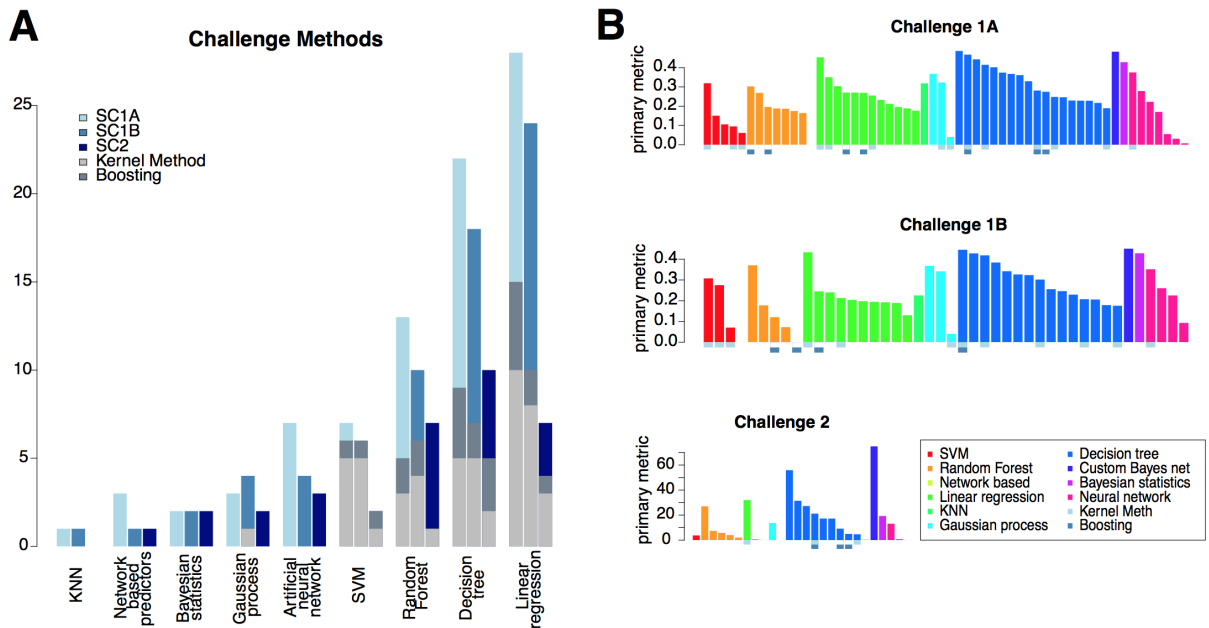 A
Challenge Methods
25
20
15
10
5
0
SC1A
SC1B
SC2
Kernel Method
Boosting
KNN
Network
based
predictors
Bayesian
statistics
Gaussian
process
Artificial
neural
network
SVM
Random
Forest
Decision
tree
Linear
regression
B
Challenge 1A
primary metric
0.4
0.3
0.2
0.1
0.0
Challenge 1B
primary metric
0.4
0.3
0.2
0.1
0.0
Challenge 2
primary metric
60
40
20
0
SVM
Random Forest
Network based
Linear regression
KNN
Gaussian process
Decision tree
Custom Bayes net
Bayesian statistics
Neural network
Kernel Meth
Boosting